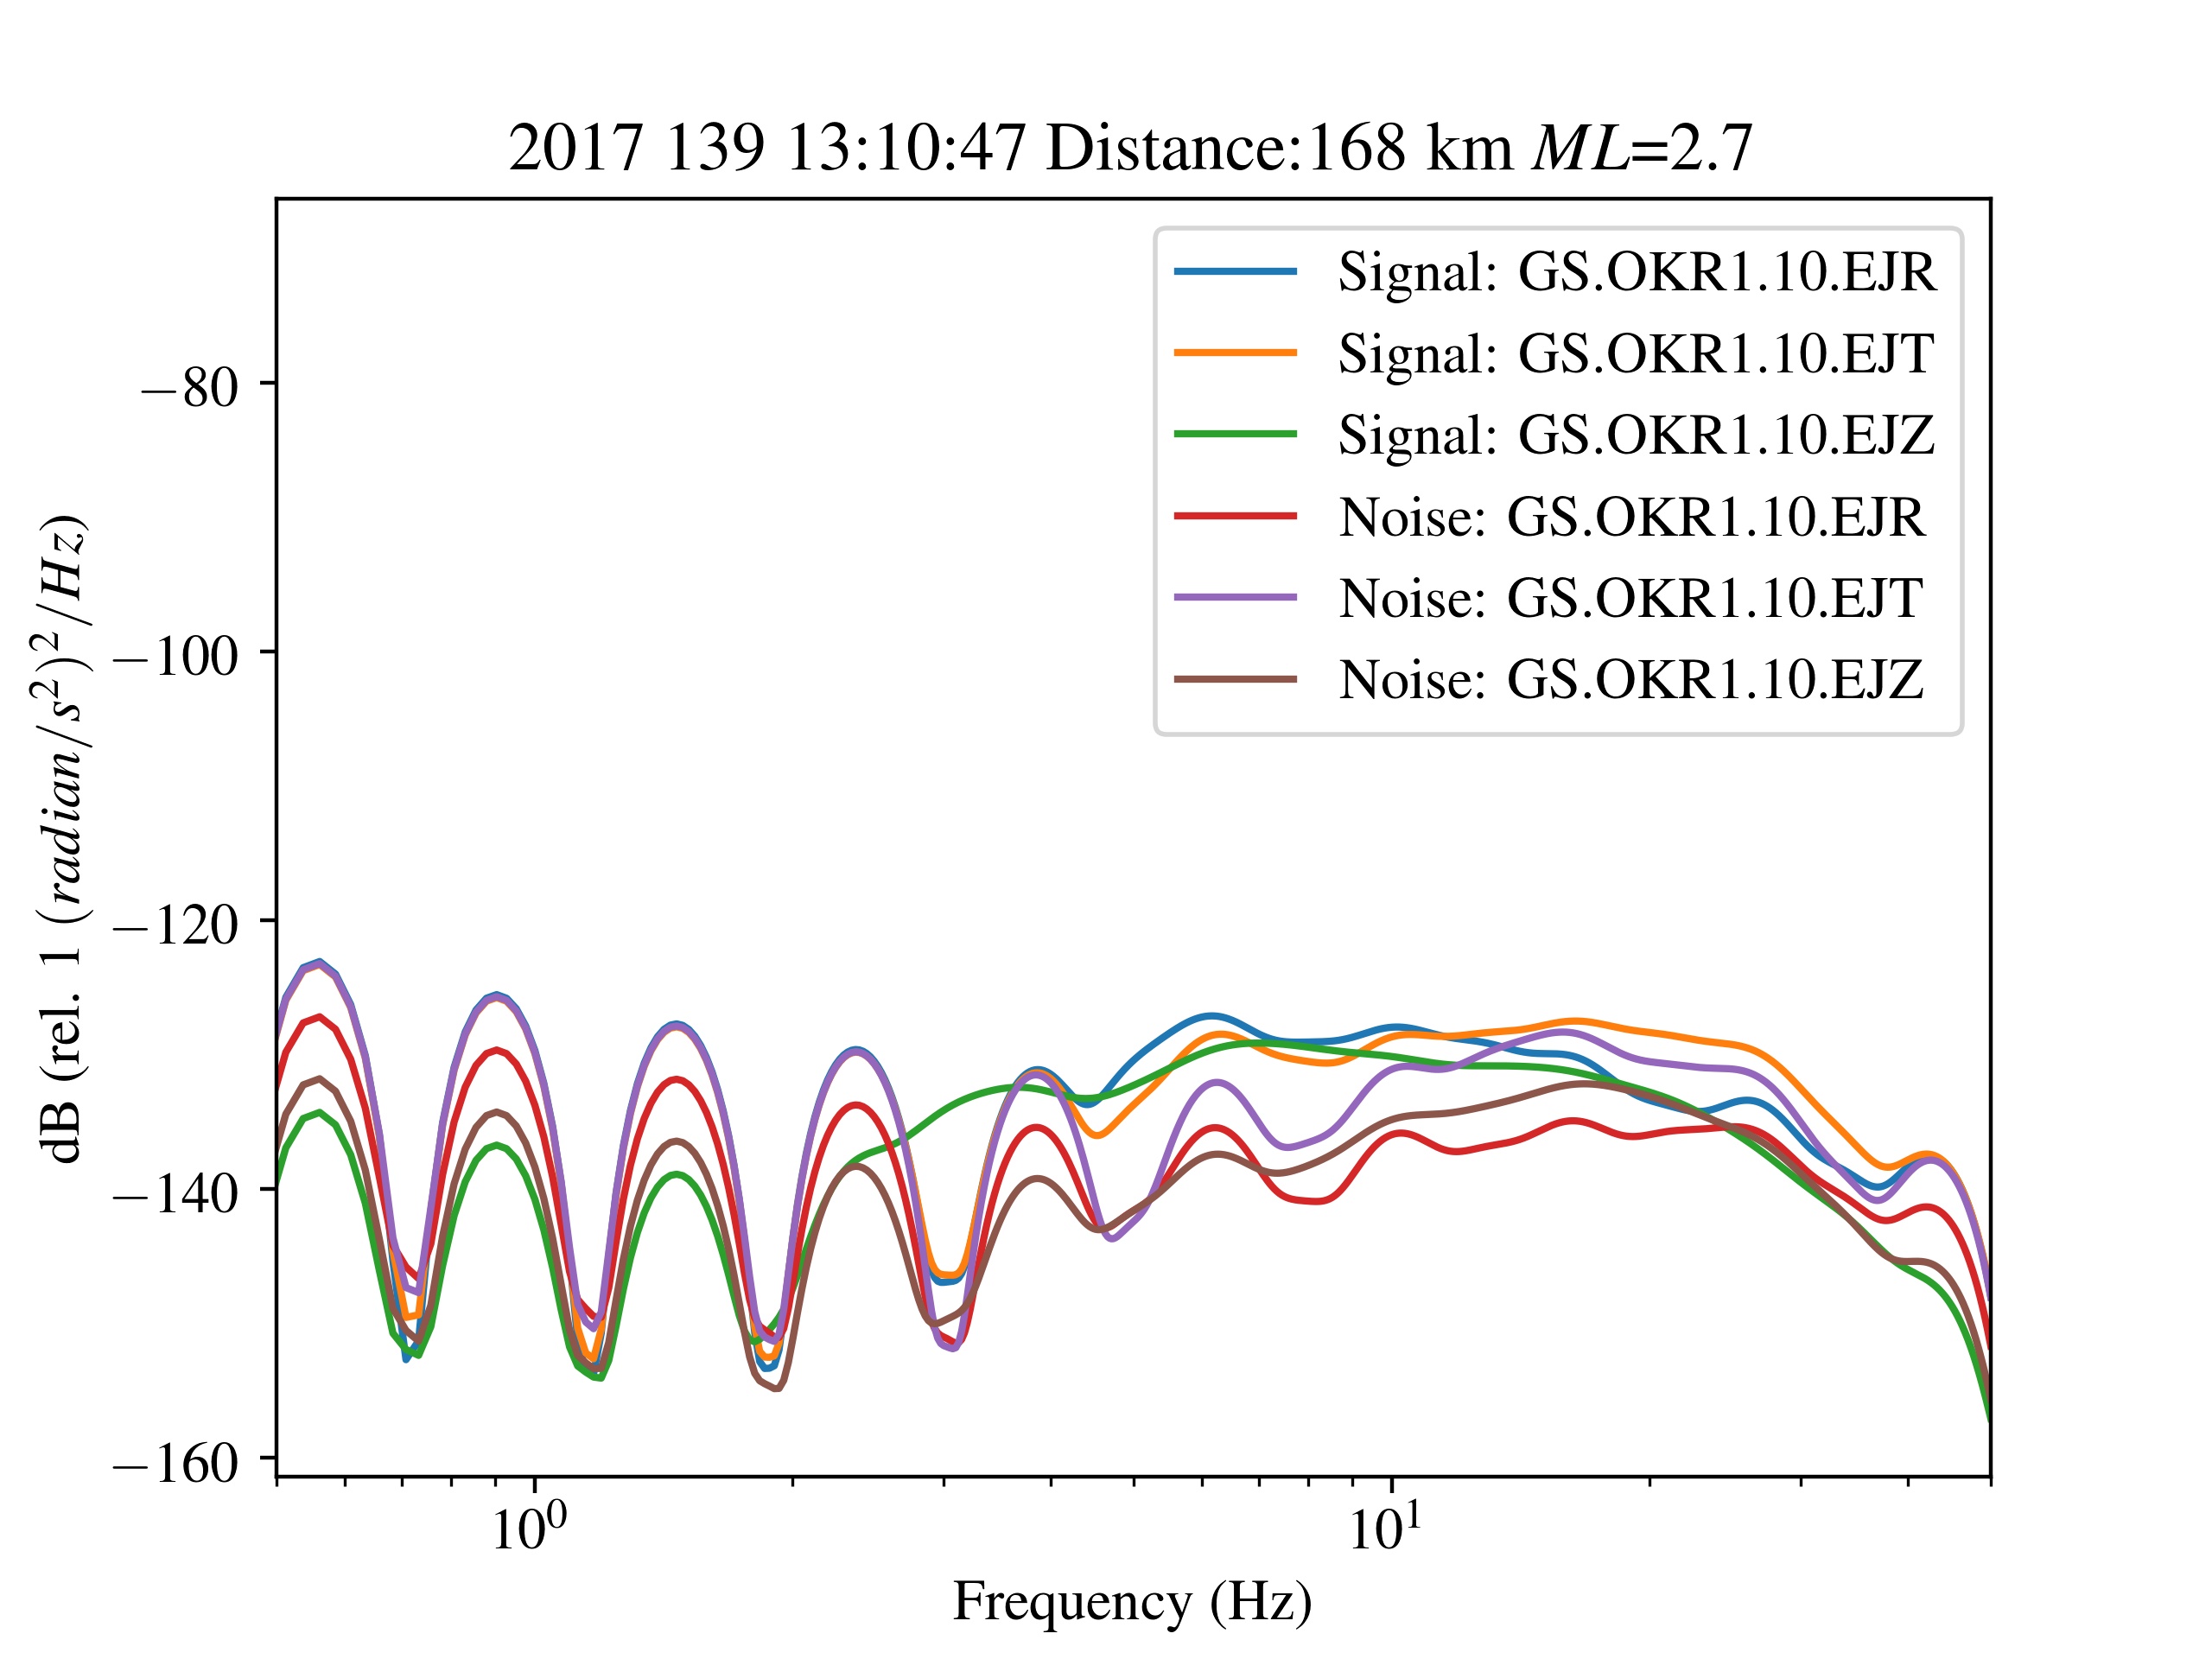 2017 139 13:10:47 Distance:168 km ML=2.7
Signal: GS.OKR1.10.EJR
Signal: GS.OKR1.10.EJT
Signal: GS.OKR1.10.EJZ
Noise: GS.OKR1.10.EJR
Noise: GS.OKR1.10.EJT
Noise: GS.OKR1.10.EJZ
dB (rel. 1 (radian/s²)²/Hz)
−80
−100
−120
−140
−160
10⁰
10¹
Frequency (Hz)